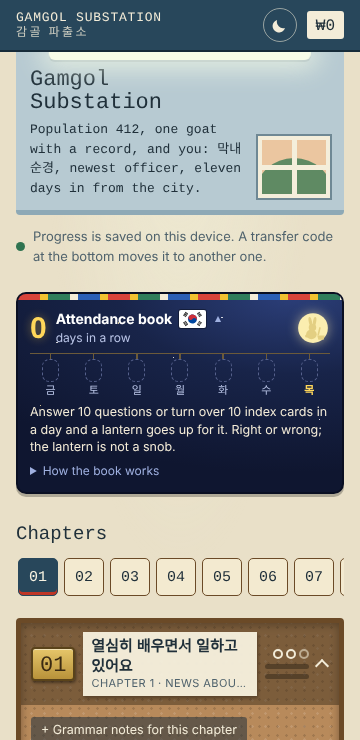 GAMGOL SUBSTATION
감골 파출소
₩0
Gamgol
Substation
Population 412, one goat
with a record, and you: 막내
순경, newest officer, eleven
days in from the city.
Progress is saved on this device. A transfer code
at the bottom moves it to another one.
0 Attendance book
days in a row
금 토 일 월 화 수 목
Answer 10 questions or turn over 10 index cards in
a day and a lantern goes up for it. Right or wrong;
the lantern is not a snob.
How the book works
Chapters
01 02 03 04 05 06 07
01
열심히 배우면서 일하고
있어요
CHAPTER 1 · NEWS ABOU...
+ Grammar notes for this chapter